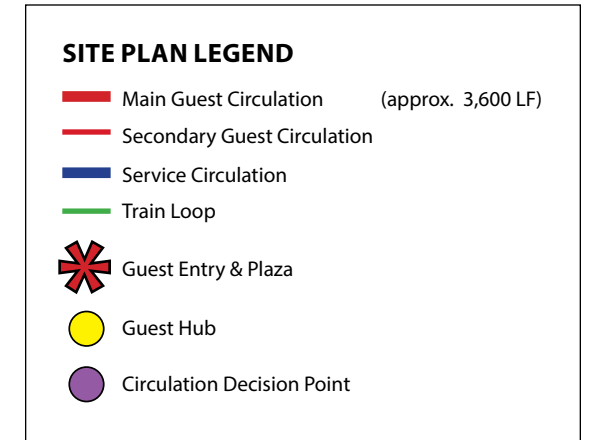 SITE PLAN LEGEND
Main Guest Circulation (approx. 3,600 LF)
Secondary Guest Circulation
Service Circulation
Train Loop
Guest Entry & Plaza
Guest Hub
Circulation Decision Point